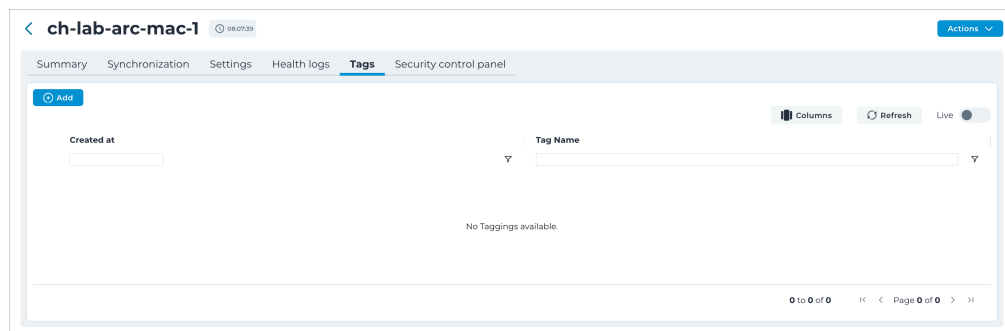 ch-lab-arc-mac-1 08:07:39 Actions
Summary Synchronization Settings Health logs Tags Security control panel
Add
Columns Refresh Live
Created at Tag Name
No Taggings available.
0 to 0 of 0 Page 0 of 0